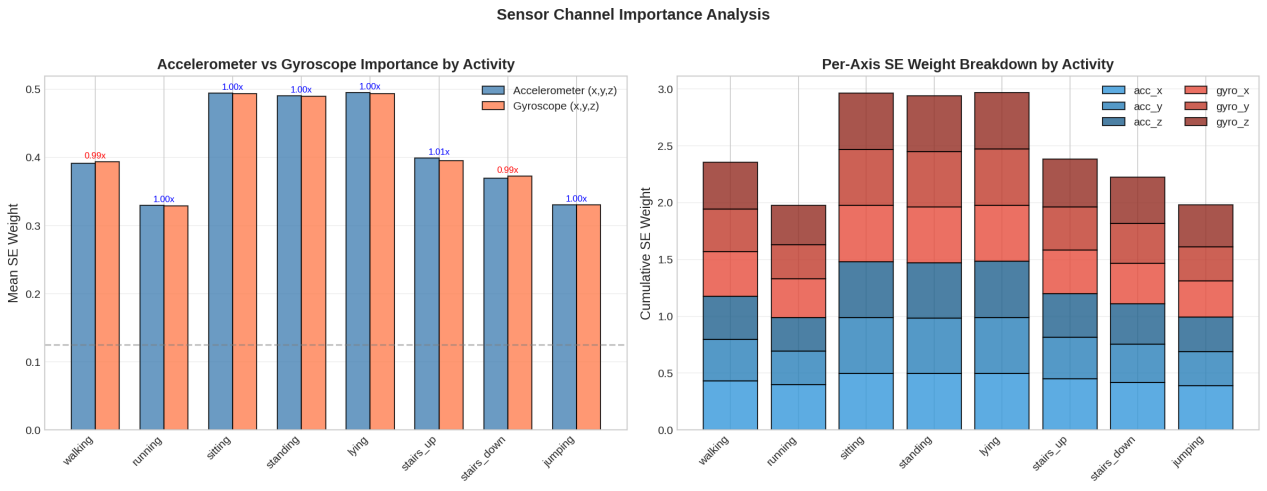 Sensor Channel Importance Analysis
Accelerometer vs Gyroscope Importance by Activity
Mean SE Weight
0.5
0.4
0.3
0.2
0.1
0.0
0.99x
1.00x
1.00x
1.00x
1.00x
1.01x
0.99x
1.00x
Accelerometer (x,y,z)
Gyroscope (x,y,z)
walking
running
sitting
standing
lying
stairs_up
stairs_down
jumping
Per-Axis SE Weight Breakdown by Activity
Cumulative SE Weight
3.0
2.5
2.0
1.5
1.0
0.5
0.0
acc_x
acc_y
acc_z
gyro_x
gyro_y
gyro_z
walking
running
sitting
standing
lying
stairs_up
stairs_down
jumping